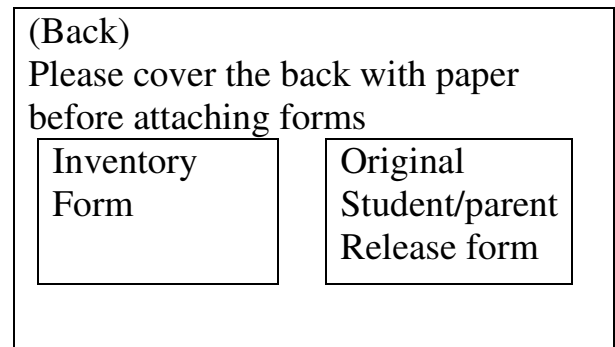 (Back)
Please cover the back with paper
before attaching forms
Inventory
Form
Original
Student/parent
Release form